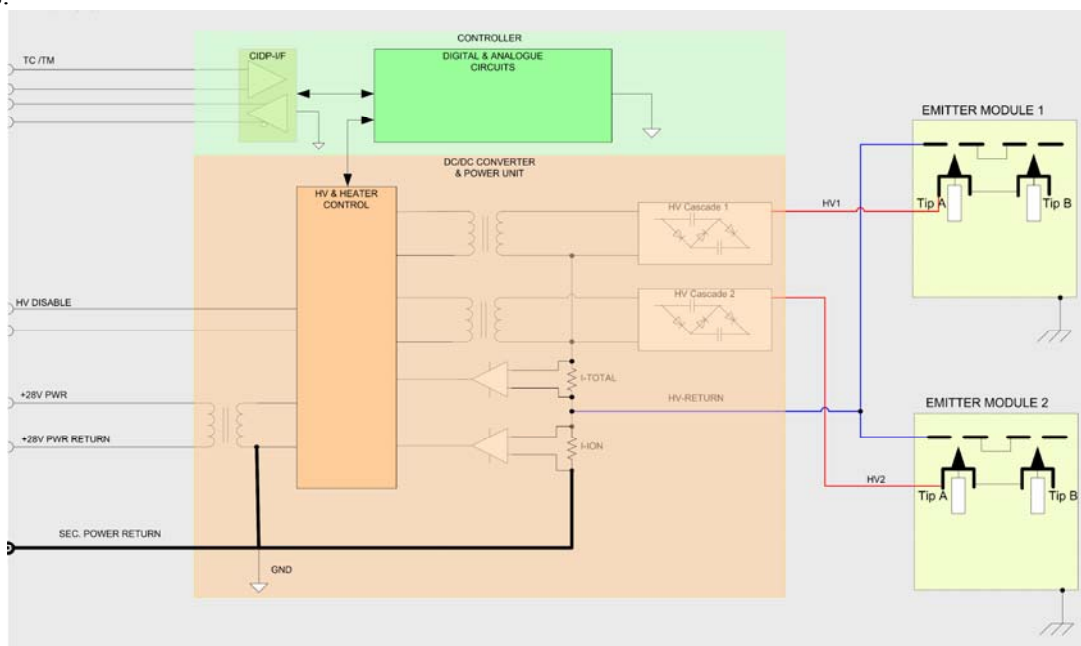 CONTROLLER
TC /TM
CIDP-I/F
DIGITAL & ANALOGUE
CIRCUITS
EMITTER MODULE 1
DC/DC CONVERTER
& POWER UNIT
HV & HEATER
CONTROL
HV Cascade 1
HV1
Tip A
Tip B
HV DISABLE
HV Cascade 2
I-TOTAL
+28V PWR
HV-RETURN
EMITTER MODULE 2
+28V PWR RETURN
I-ION
HV2
Tip A
Tip B
SEC. POWER RETURN
GND